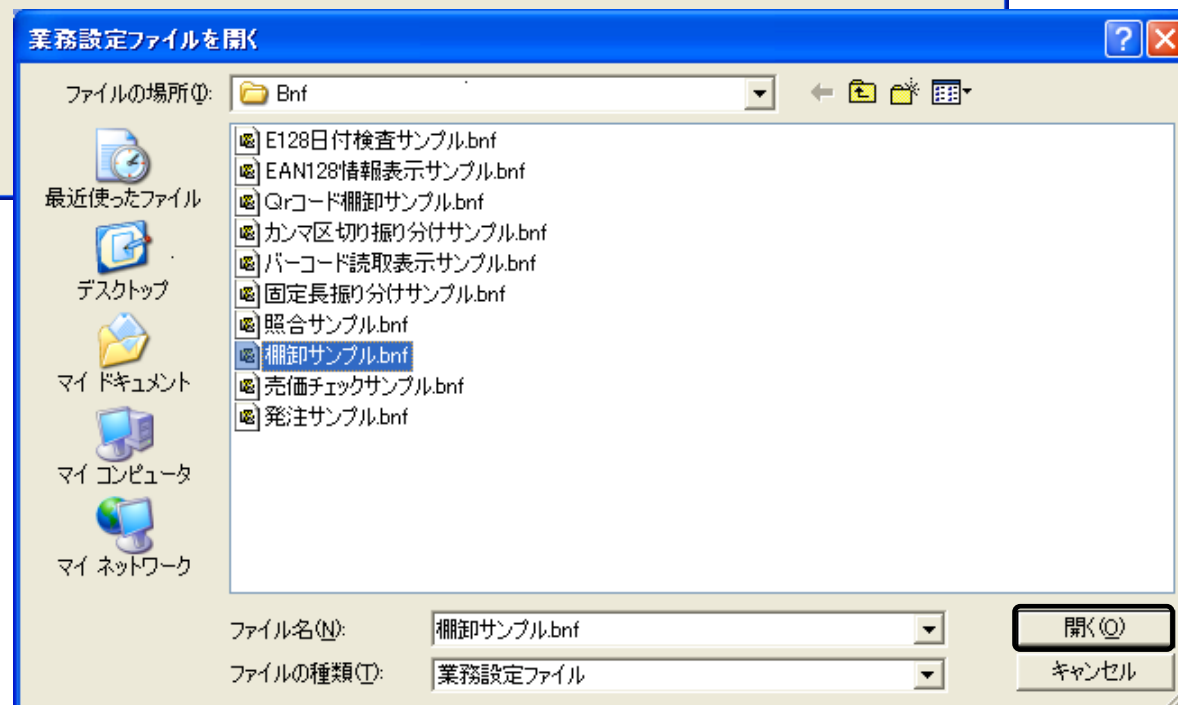 業務設定ファイルを開く
ファイルの場所(I):
Bnf
E128日付検査サンプル.bnf
EAN128情報表示サンプル.bnf
Qrコード棚卸サンプル.bnf
カンマ区切り振り分けサンプル.bnf
バーコード読取表示サンプル.bnf
固定長振り分けサンプル.bnf
照合サンプル.bnf
棚卸サンプル.bnf
売価チェックサンプル.bnf
発注サンプル.bnf
最近使ったファイル
デスクトップ
マイ ドキュメント
マイ コンピュータ
マイ ネットワーク
ファイル名(N):
棚卸サンプル.bnf
開く(O)
ファイルの種類(T):
業務設定ファイル
キャンセル